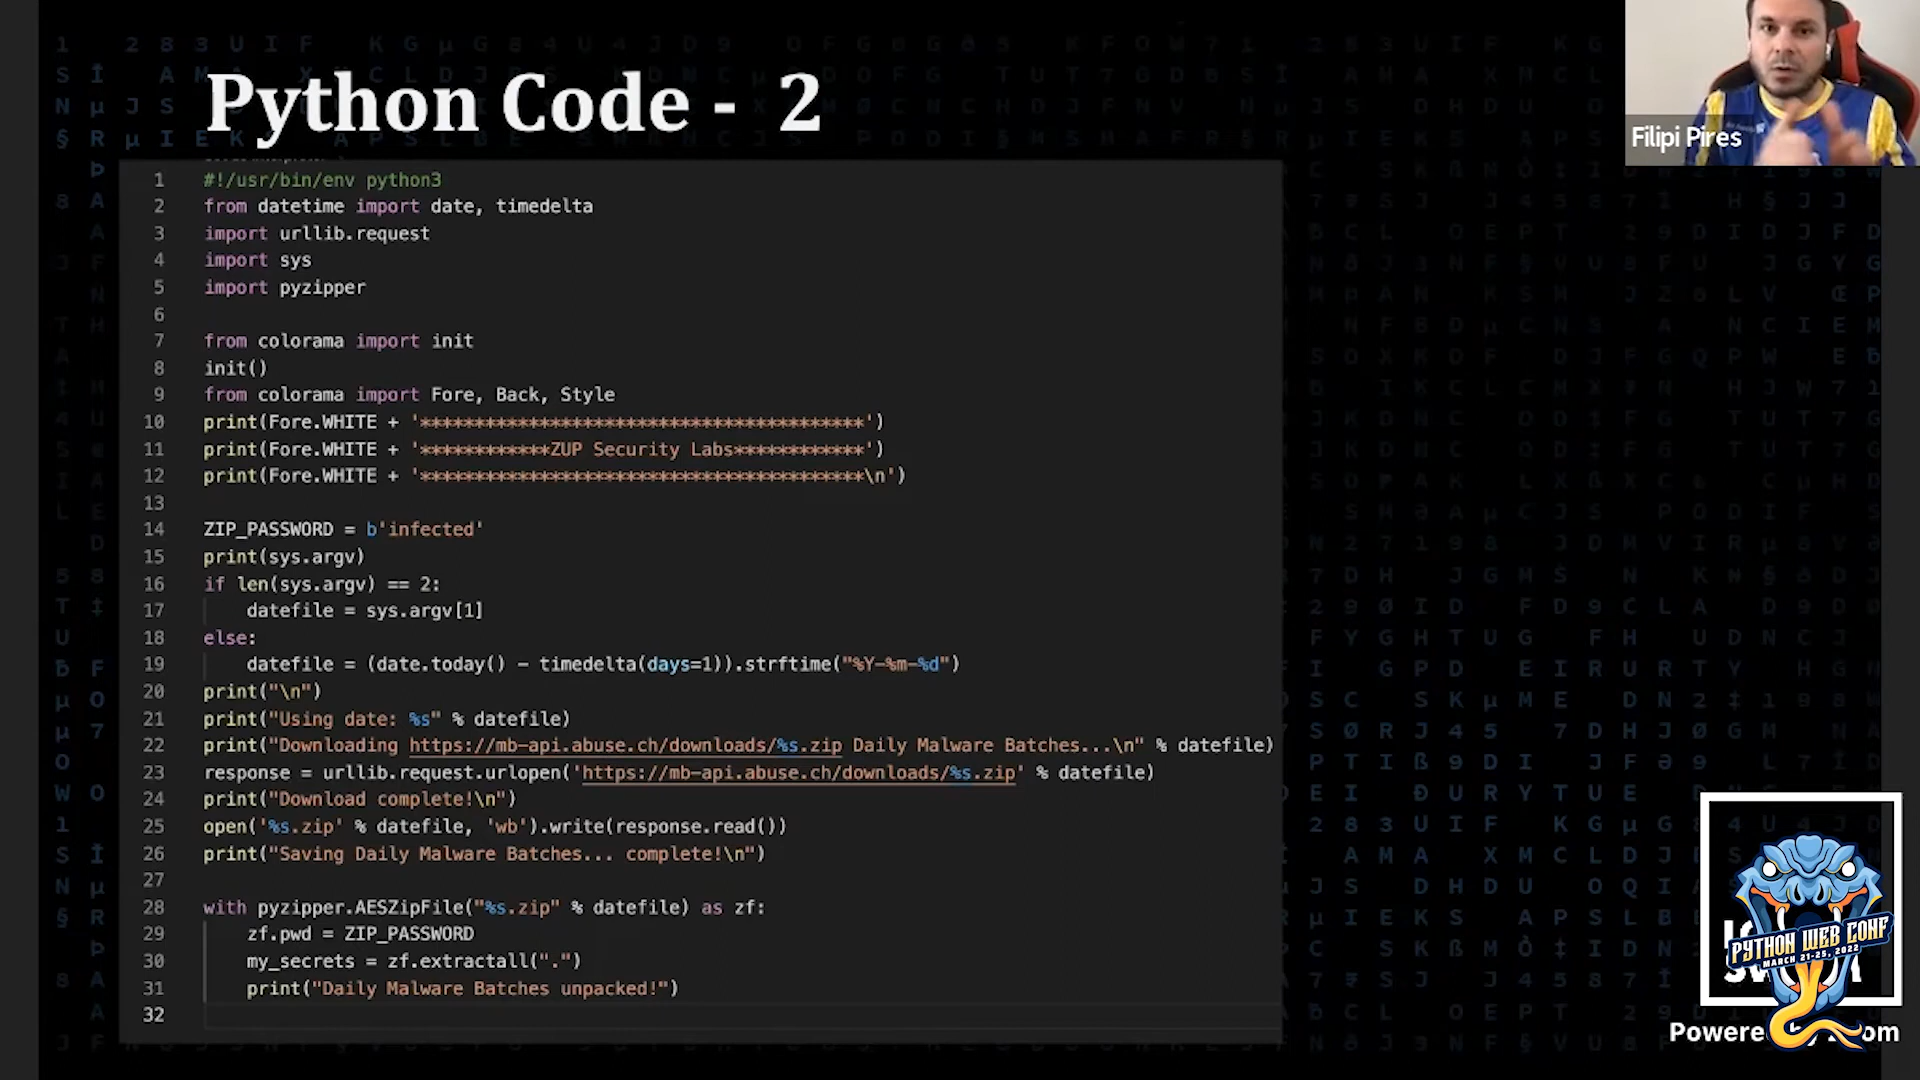 Python Code - 2
Filipi Pires
1 #!/usr/bin/env python3
2 from datetime import date, timedelta
3 import urllib.request
4 import sys
5 import pyzipper
6
7 from colorama import init
8 init()
9 from colorama import Fore, Back, Style
10 print(Fore.WHITE + '*****************************************')
11 print(Fore.WHITE + '************ZUP Security Labs************')
12 print(Fore.WHITE + '*****************************************\n')
13
14 ZIP_PASSWORD = b'infected'
15 print(sys.argv)
16 if len(sys.argv) == 2:
17     datefile = sys.argv[1]
18 else:
19     datefile = (date.today() - timedelta(days=1)).strftime("%Y-%m-%d")
20 print("\n")
21 print("Using date: %s" % datefile)
22 print("Downloading https://mb-api.abuse.ch/downloads/%s.zip Daily Malware Batches...\n" % datefile)
23 response = urllib.request.urlopen('https://mb-api.abuse.ch/downloads/%s.zip' % datefile)
24 print("Download complete!\n")
25 open('%s.zip' % datefile, 'wb').write(response.read())
26 print("Saving Daily Malware Batches... complete!\n")
27
28 with pyzipper.AESZipFile("%s.zip" % datefile) as zf:
29     zf.pwd = ZIP_PASSWORD
30     my_secrets = zf.extractall(".")
31     print("Daily Malware Batches unpacked!")
32
PYTHON WEB CONF
MARCH 21-25, 2022